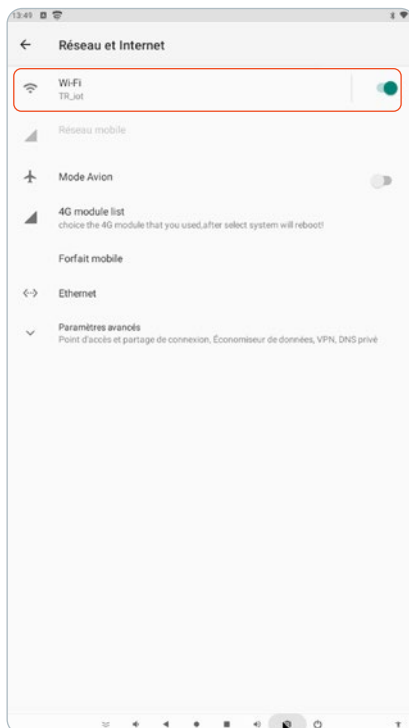 13:49
Réseau et Internet
Wi-Fi
TR_iot
Réseau mobile
Mode Avion
4G module list
choice the 4G module that you used,after select system will reboot!
Forfait mobile
Ethernet
Paramètres avancés
Point d'accès et partage de connexion, Économiseur de données, VPN, DNS privé